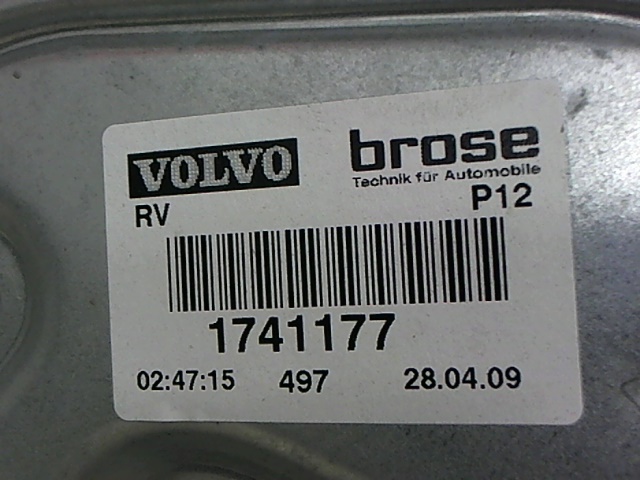 VOLVO brose
Technik für Automobile
RV P12
1741177
02:47:15 497 28.04.09